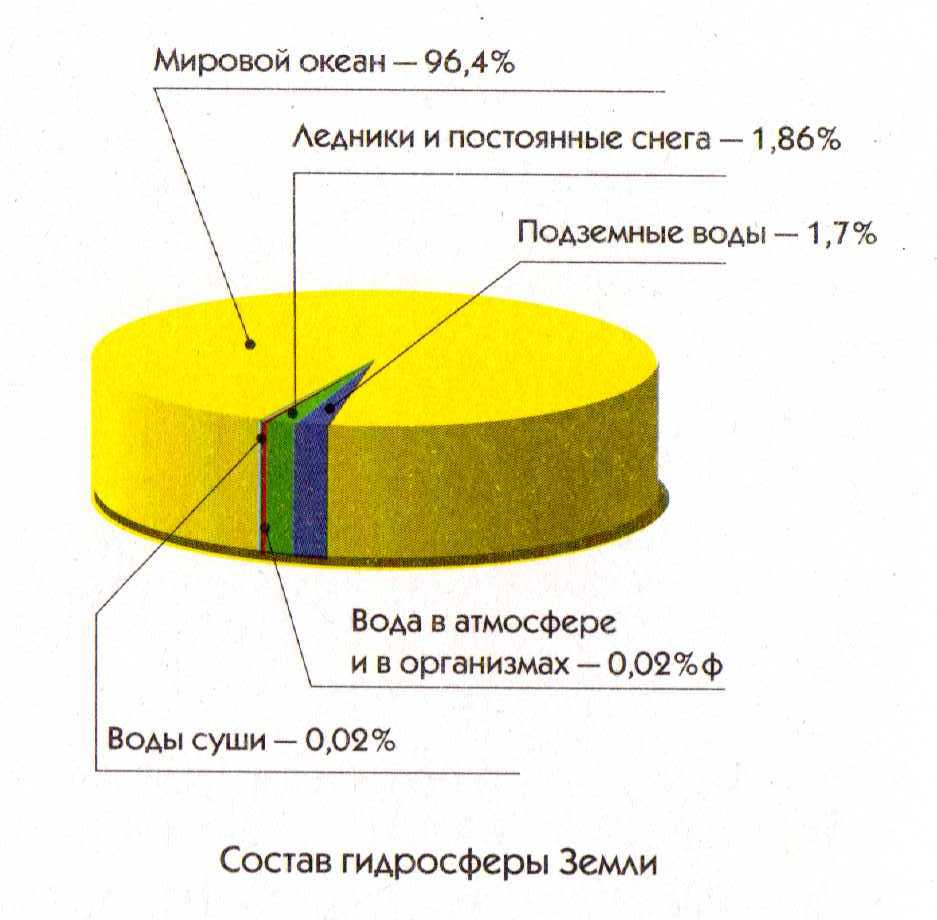 Мировой океан — 96,4%
Ледники и постоянные снега — 1,86%
Подземные воды — 1,7%
Вода в атмосфере
и в организмах — 0,02%ф
Воды суши — 0,02%
Состав гидросферы Земли